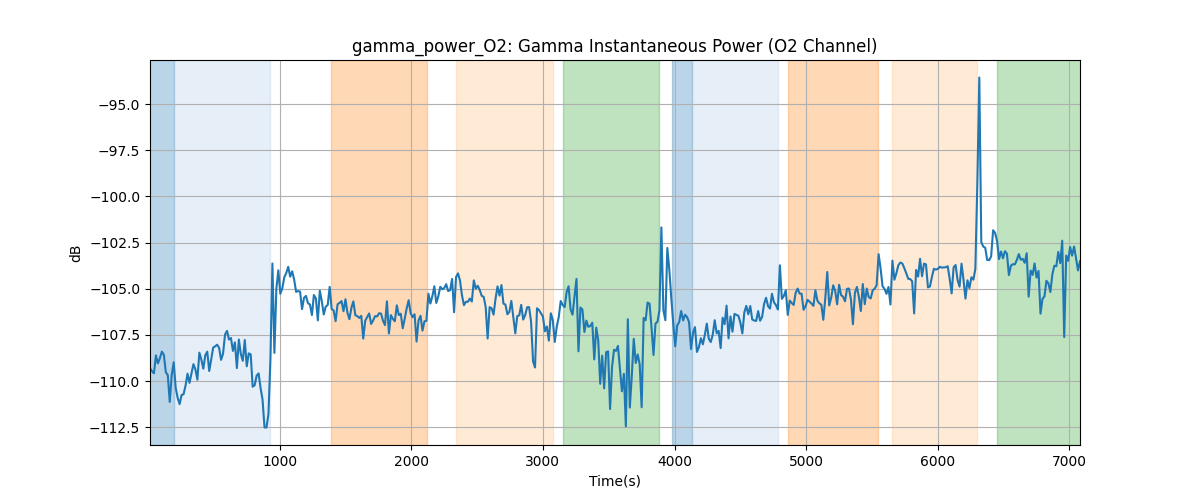 gamma_power_O2: Gamma Instantaneous Power (O2 Channel)
−95.0
−97.5
−100.0
−102.5
−105.0
−107.5
−110.0
−112.5
dB
1000 2000 3000 4000 5000 6000 7000
Time(s)